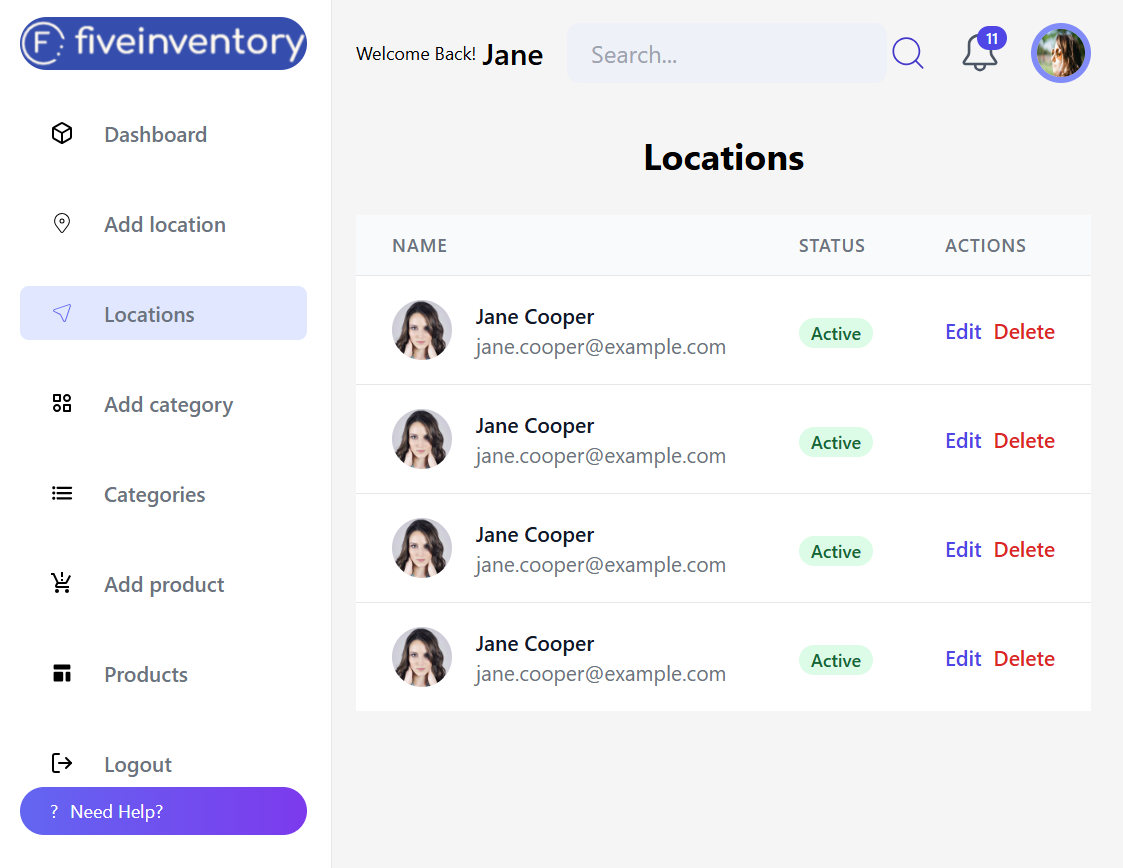 F fiveinventory
Dashboard
Add location
Locations
Add category
Categories
Add product
Products
Logout
? Need Help?
Welcome Back! Jane
Search...
11
Locations
NAME STATUS ACTIONS
Jane Cooper
jane.cooper@example.com
Active
Edit Delete
Jane Cooper
jane.cooper@example.com
Active
Edit Delete
Jane Cooper
jane.cooper@example.com
Active
Edit Delete
Jane Cooper
jane.cooper@example.com
Active
Edit Delete